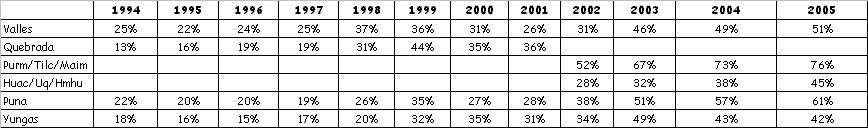 1994 1995 1996 1997 1998 1999 2000 2001 2002 2003 2004 2005
Valles 25% 22% 24% 25% 37% 36% 31% 26% 31% 46% 49% 51%
Quebrada 13% 16% 19% 19% 31% 44% 35% 36%
Purm/Tilc/Maim 52% 67% 73% 76%
Huac/Uq/Hmhu 28% 32% 38% 45%
Puna 22% 20% 20% 19% 26% 35% 27% 28% 38% 51% 57% 61%
Yungas 18% 16% 15% 17% 20% 32% 35% 31% 34% 49% 43% 42%